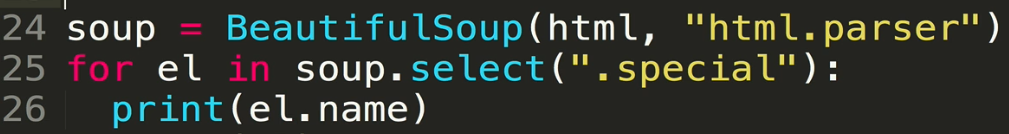 24 soup = BeautifulSoup(html, "html.parser")
25 for el in soup.select(".special"):
26   print(el.name)